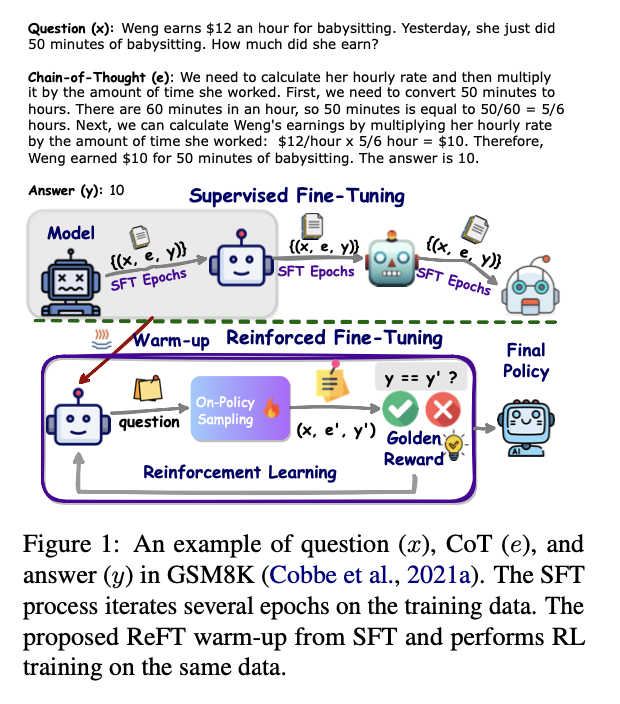 Question (x): Weng earns $12 an hour for babysitting. Yesterday, she just did
50 minutes of babysitting. How much did she earn?
Chain-of-Thought (e): We need to calculate her hourly rate and then multiply
it by the amount of time she worked. First, we need to convert 50 minutes to
hours. There are 60 minutes in an hour, so 50 minutes is equal to 50/60 = 5/6
hours. Next, we can calculate Weng's earnings by multiplying her hourly rate
by the amount of time she worked: $12/hour x 5/6 hour = $10. Therefore,
Weng earned $10 for 50 minutes of babysitting. The answer is 10.
Answer (y): 10
Supervised Fine-Tuning
Model
{(x, e, y)}
SFT Epochs
{(x, e, y)}
SFT Epochs
{(x, e, y)}
SFT Epochs
Warm-up
Reinforced Fine-Tuning
Final
Policy
question
On-Policy
Sampling
(x, e', y')
y == y' ?
Golden
Reward
Reinforcement Learning
AI
Figure 1: An example of question (x), CoT (e), and
answer (y) in GSM8K (Cobbe et al., 2021a). The SFT
process iterates several epochs on the training data. The
proposed ReFT warm-up from SFT and performs RL
training on the same data.